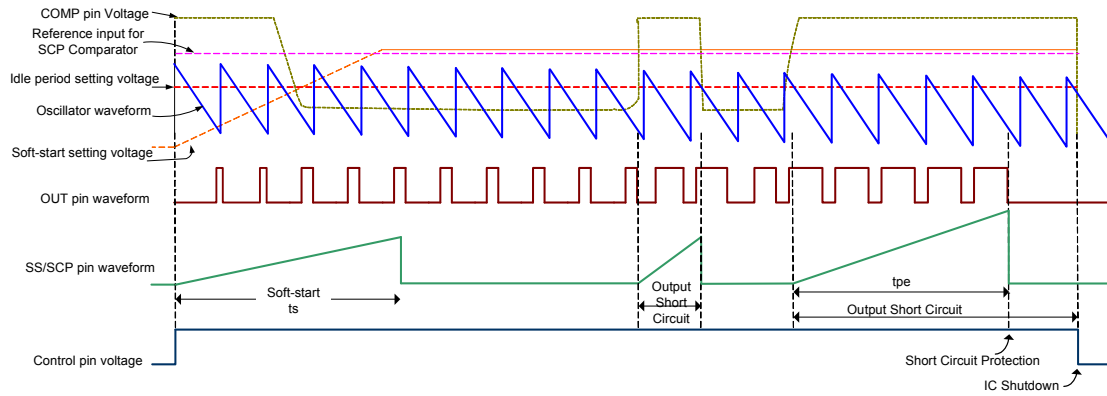 COMP pin Voltage
Reference input for
SCP Comparator
Idle period setting voltage
Oscillator waveform
Soft-start setting voltage
OUT pin waveform
SS/SCP pin waveform
Soft-start
ts
Output
Short
Circuit
tpe
Output Short Circuit
Control pin voltage
Short Circuit Protection
IC Shutdown